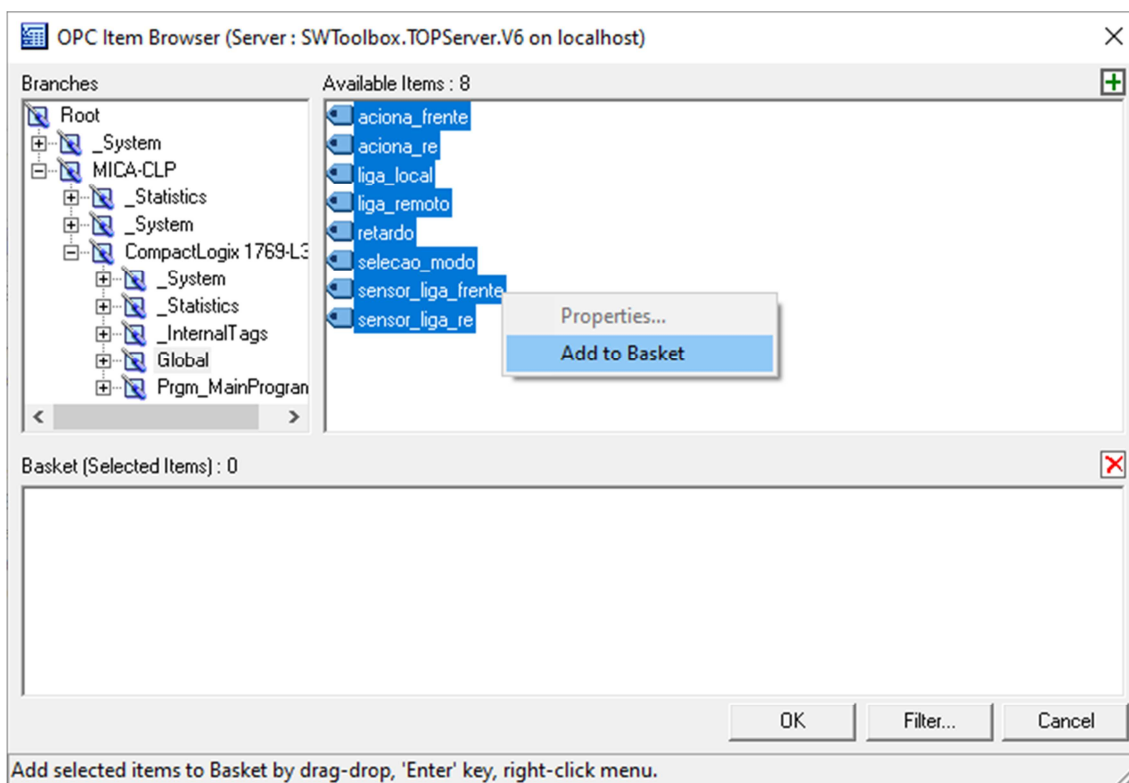 OPC Item Browser (Server : SWToolbox.TOPServer.V6 on localhost)
Branches
Root
_System
MICA-CLP
_Statistics
_System
CompactLogix 1769-L3
_System
_Statistics
_InternalTags
Global
Prgm_MainProgram
Available Items : 8
aciona_frente
aciona_re
liga_local
liga_remoto
retardo
selecao_modo
sensor_liga_frente
sensor_liga_re
Properties...
Add to Basket
Basket (Selected Items) : 0
OK
Filter...
Cancel
Add selected items to Basket by drag-drop, 'Enter' key, right-click menu.